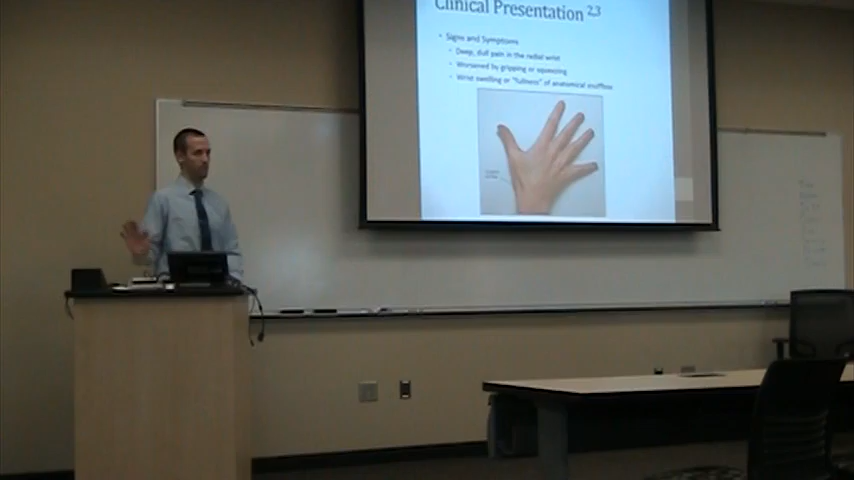 Clinical Presentation 2,3
• Signs and Symptoms
• Deep, dull pain in the radial wrist
• Worsened by gripping or squeezing
• Wrist swelling or "fullness" of anatomical snuffbox